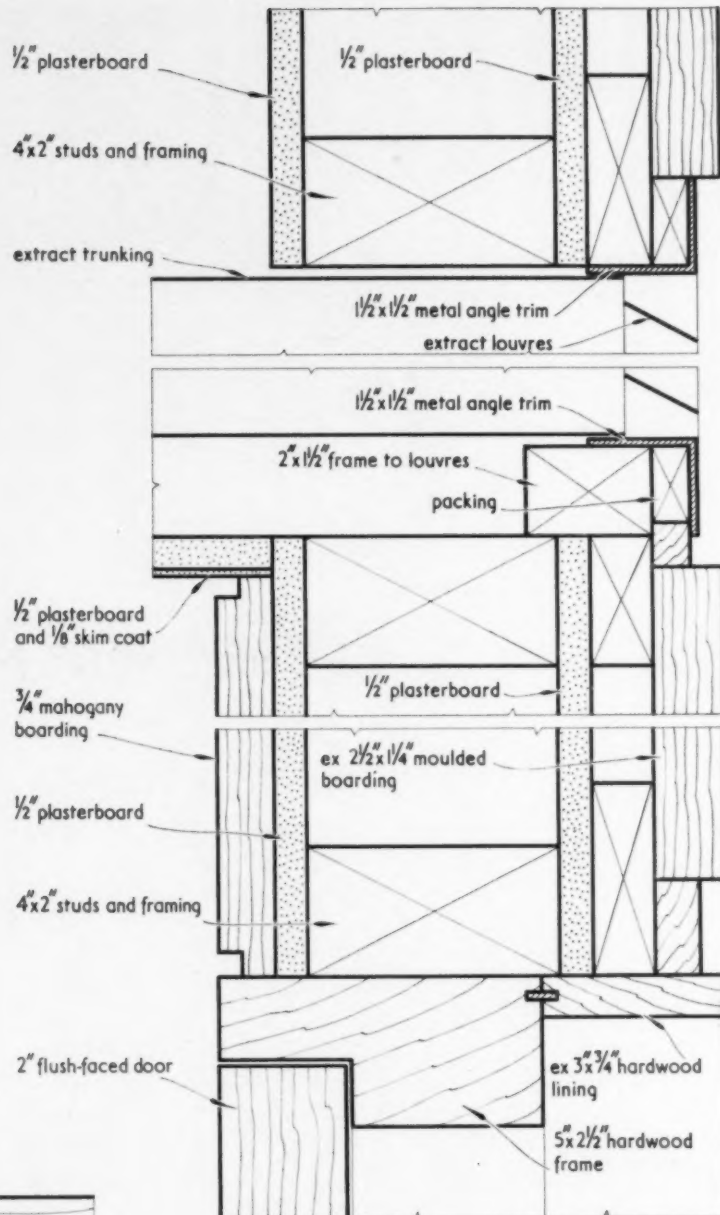 ½" plasterboard
½" plasterboard
4"x2" studs and framing
extract trunking
1½"x1½" metal angle trim
extract louvres
1½"x1½" metal angle trim
2"x1½" frame to louvres
packing
½" plasterboard
and ⅛" skim coat
½" plasterboard
¾" mahogany
boarding
ex 2½"x1¼" moulded
boarding
½" plasterboard
4"x2" studs and framing
2" flush-faced door
ex 3"x¾" hardwood
lining
5"x2½" hardwood
frame